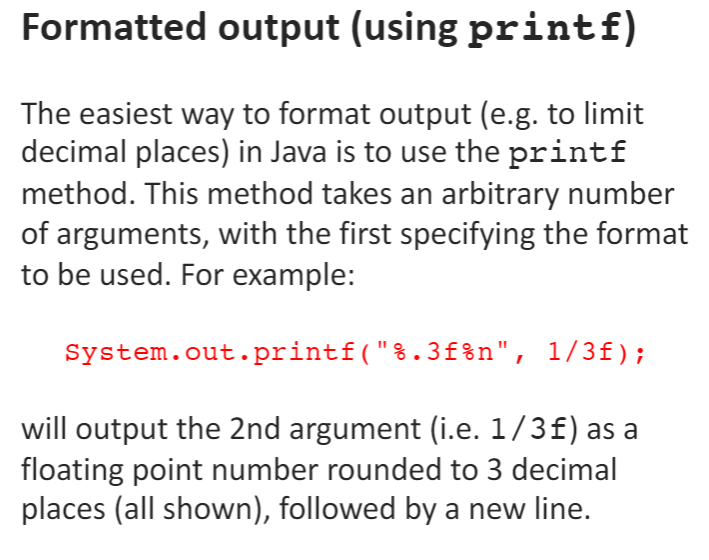 Formatted output (using printf)
The easiest way to format output (e.g. to limit
decimal places) in Java is to use the printf
method. This method takes an arbitrary number
of arguments, with the first specifying the format
to be used. For example:
System.out.printf("%.3f%n", 1/3f);
will output the 2nd argument (i.e. 1/3f) as a
floating point number rounded to 3 decimal
places (all shown), followed by a new line.